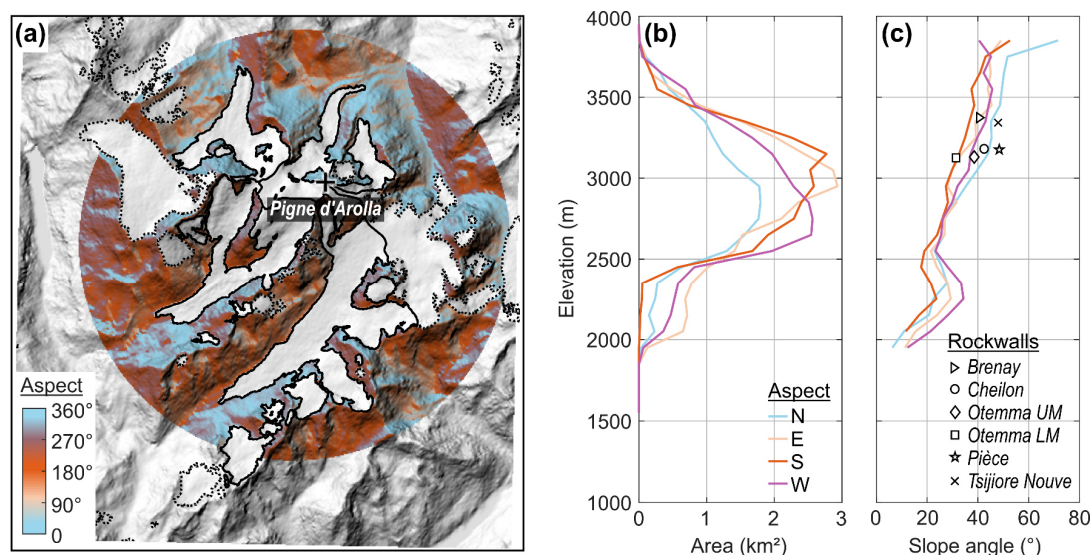 (a)
Pigne d'Arolla
Aspect
360°
270°
180°
90°
0
(b)
4000
3500
3000
2500
2000
1500
1000
Elevation (m)
0 1 2 3
Area (km²)
Aspect
N
E
S
W
(c)
Rockwalls
Brenay
Cheilon
Otemma UM
Otemma LM
Pièce
Tsijiore Nouve
0 20 40 60 80
Slope angle (°)